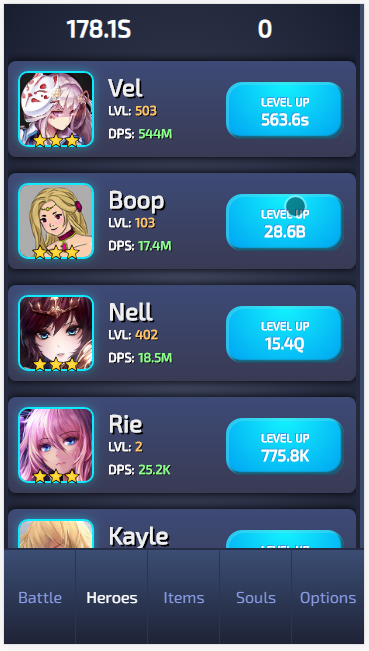 178.1S 0
Vel
LVL: 503
DPS: 544M
LEVEL UP
563.6s
Boop
LVL: 103
DPS: 17.4M
LEVEL UP
28.6B
Nell
LVL: 402
DPS: 18.5M
LEVEL UP
15.4Q
Rie
LVL: 2
DPS: 25.2K
LEVEL UP
775.8K
Kayle
Battle Heroes Items Souls Options